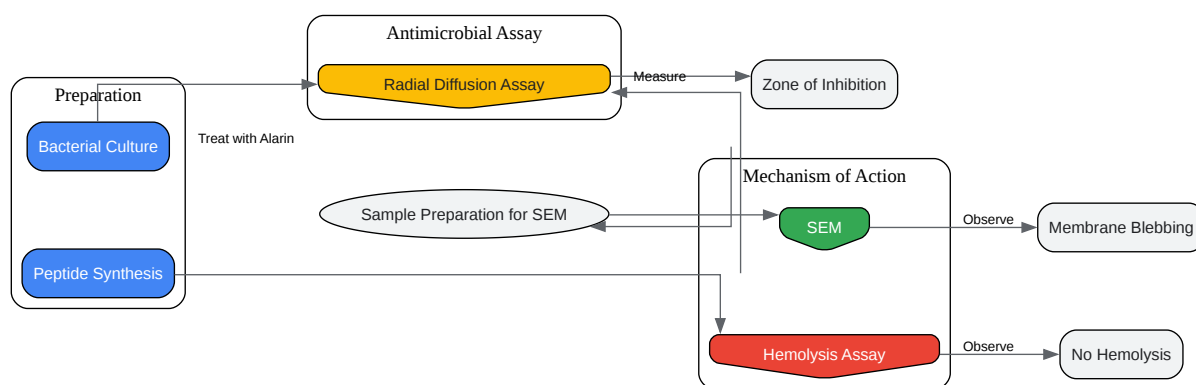 Antimicrobial Assay
Radial Diffusion Assay
Measure
Zone of Inhibition
Preparation
Bacterial Culture
Treat with Alarin
Mechanism of Action
Sample Preparation for SEM
SEM
Observe
Membrane Blebbing
Peptide Synthesis
Hemolysis Assay
Observe
No Hemolysis